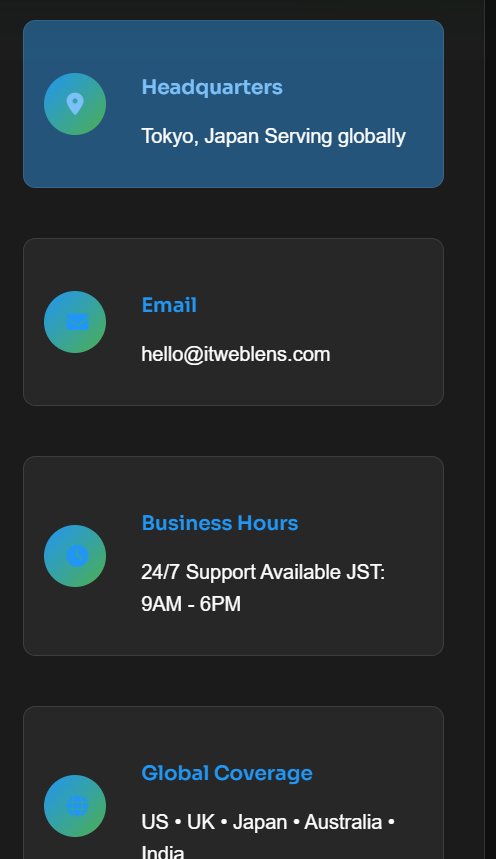 Headquarters
Tokyo, Japan Serving globally
Email
hello@itweblens.com
Business Hours
24/7 Support Available JST:
9AM - 6PM
Global Coverage
US • UK • Japan • Australia •
India